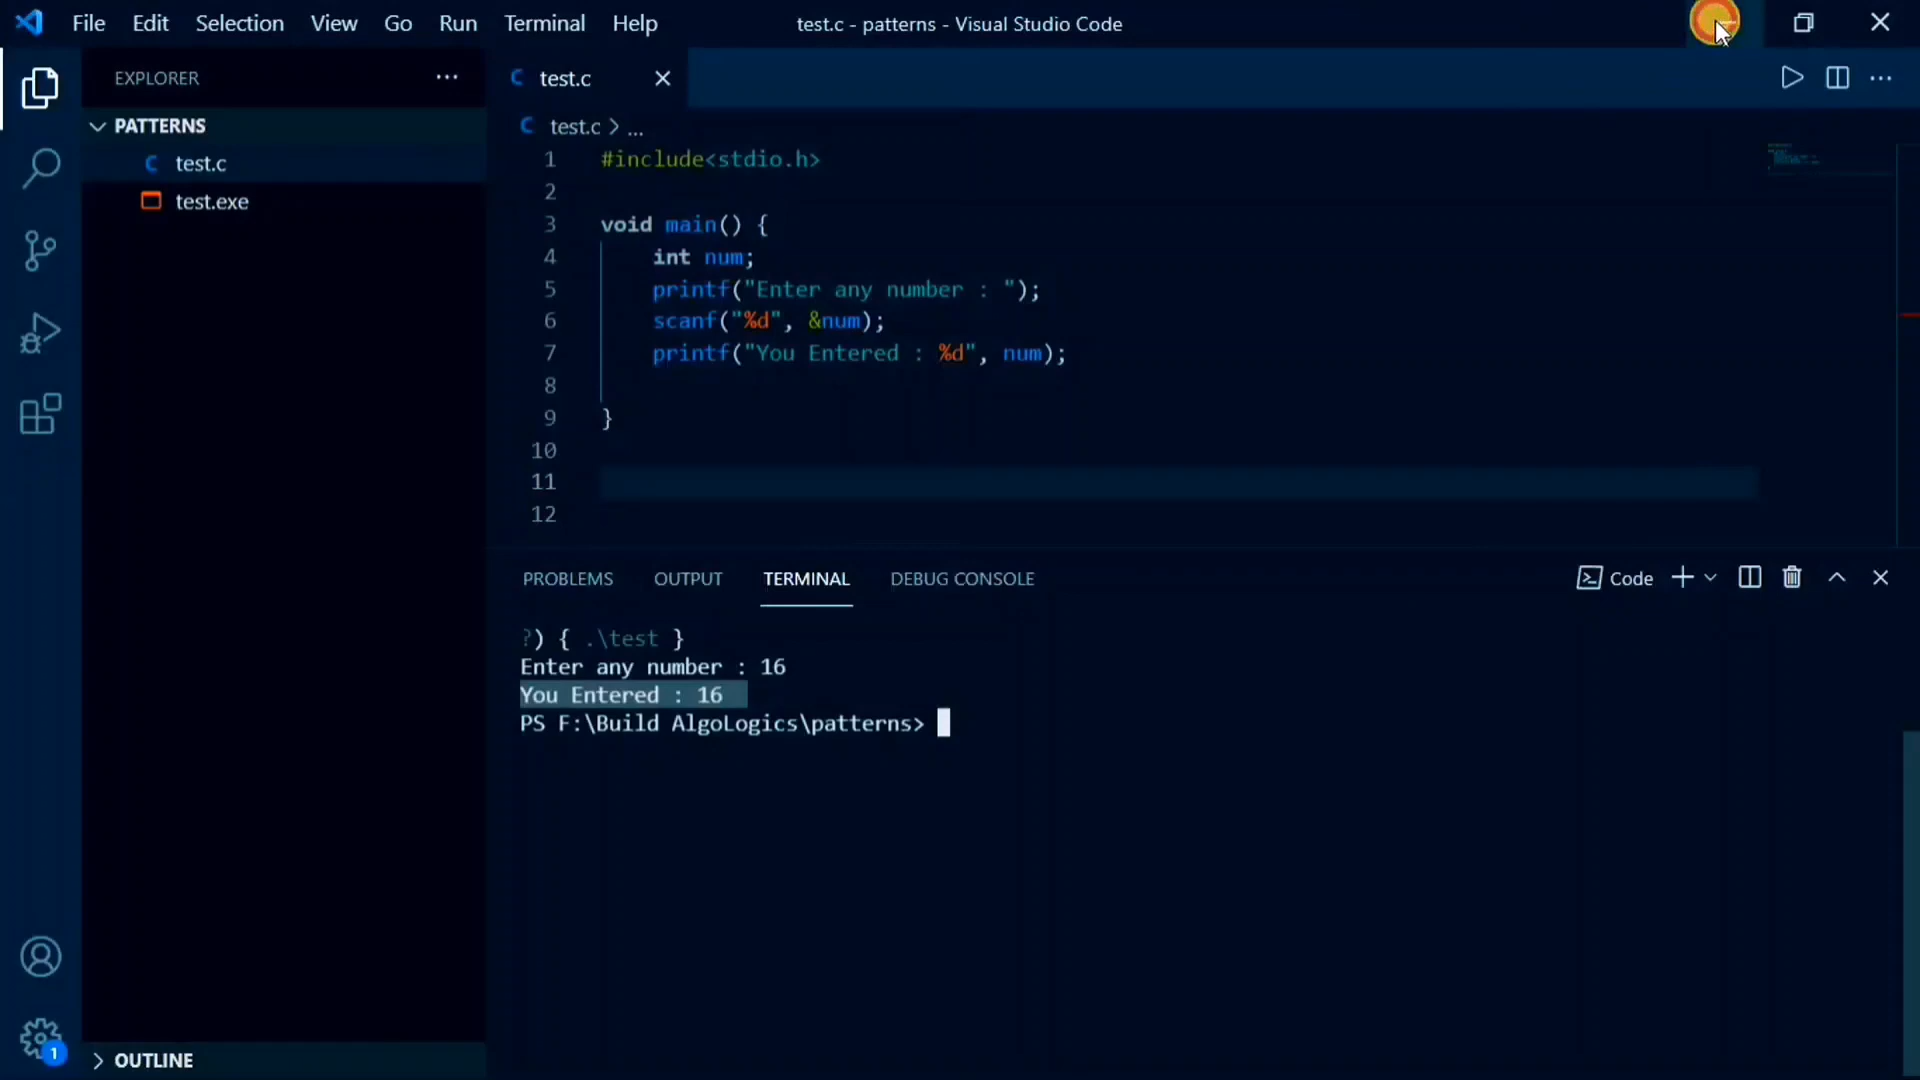 File Edit Selection View Go Run Terminal Help test.c - patterns - Visual Studio Code
EXPLORER ...
PATTERNS
C test.c
test.exe
OUTLINE
1
C test.c
C test.c > ...
1 #include<stdio.h>
2
3 void main() {
4 int num;
5 printf("Enter any number : ");
6 scanf("%d", &num);
7 printf("You Entered : %d", num);
8
9 }
10
11
12
PROBLEMS OUTPUT TERMINAL DEBUG CONSOLE Code
?) { .\test }
Enter any number : 16
You Entered : 16
PS F:\Build AlgoLogics\patterns>